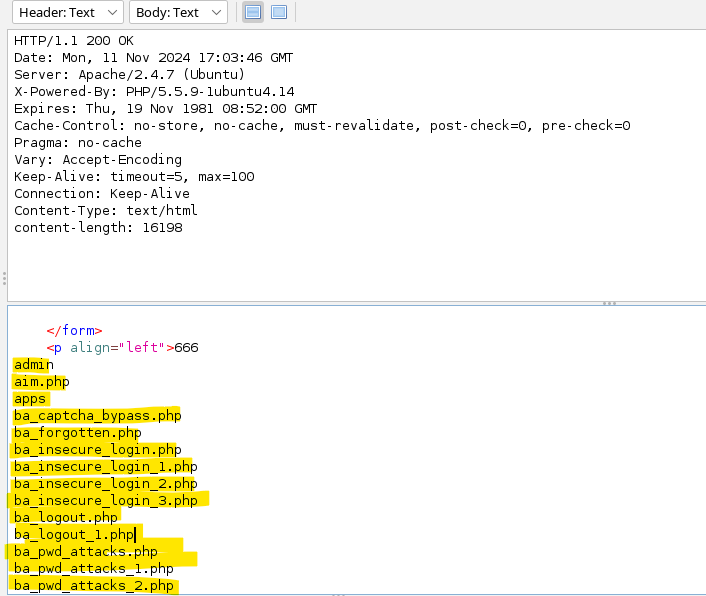 Header: Text Body: Text
HTTP/1.1 200 OK
Date: Mon, 11 Nov 2024 17:03:46 GMT
Server: Apache/2.4.7 (Ubuntu)
X-Powered-By: PHP/5.5.9-1ubuntu4.14
Expires: Thu, 19 Nov 1981 08:52:00 GMT
Cache-Control: no-store, no-cache, must-revalidate, post-check=0, pre-check=0
Pragma: no-cache
Vary: Accept-Encoding
Keep-Alive: timeout=5, max=100
Connection: Keep-Alive
Content-Type: text/html
content-length: 16198
</form>
<p align="left">666
admin
aim.php
apps
ba_captcha_bypass.php
ba_forgotten.php
ba_insecure_login.php
ba_insecure_login_1.php
ba_insecure_login_2.php
ba_insecure_login_3.php
ba_logout.php
ba_logout_1.php
ba_pwd_attacks.php
ba_pwd_attacks_1.php
ba_pwd_attacks_2.php